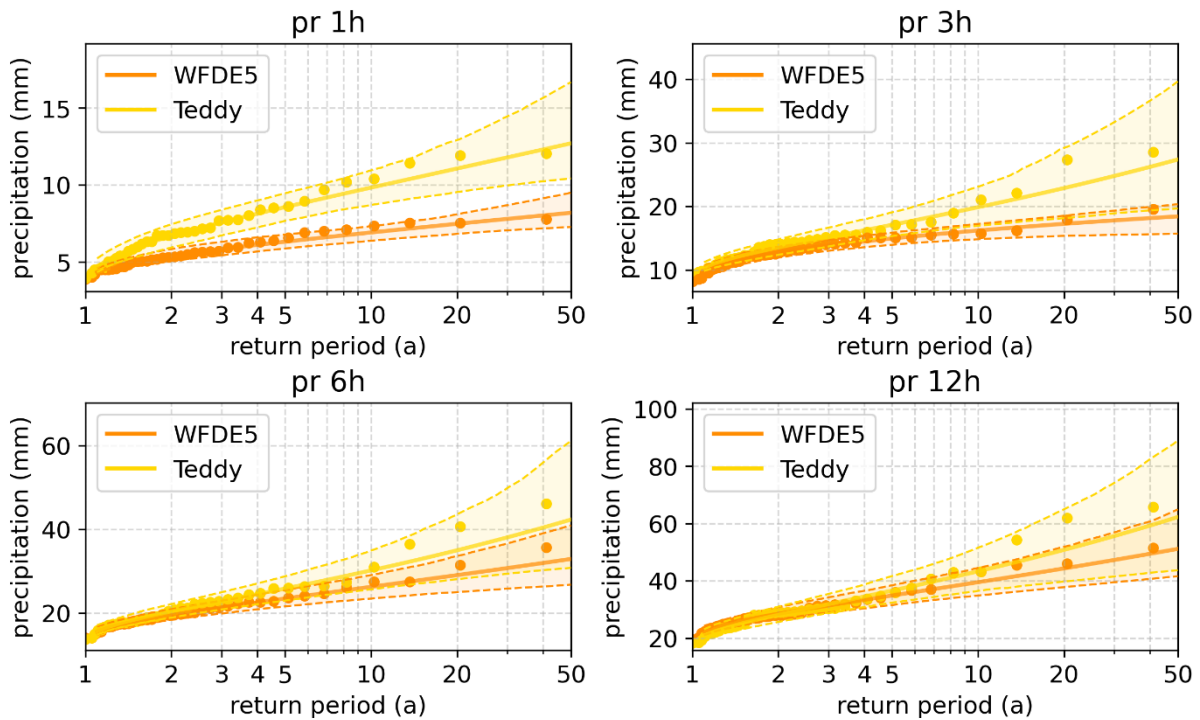 pr 1h
precipitation (mm)
15
10
5
WFDE5
Teddy
1 2 3 4 5 10 20 50
return period (a)
pr 3h
precipitation (mm)
40
30
20
10
WFDE5
Teddy
1 2 3 4 5 10 20 50
return period (a)
pr 6h
precipitation (mm)
60
40
20
WFDE5
Teddy
1 2 3 4 5 10 20 50
return period (a)
pr 12h
precipitation (mm)
100
80
60
40
20
WFDE5
Teddy
1 2 3 4 5 10 20 50
return period (a)